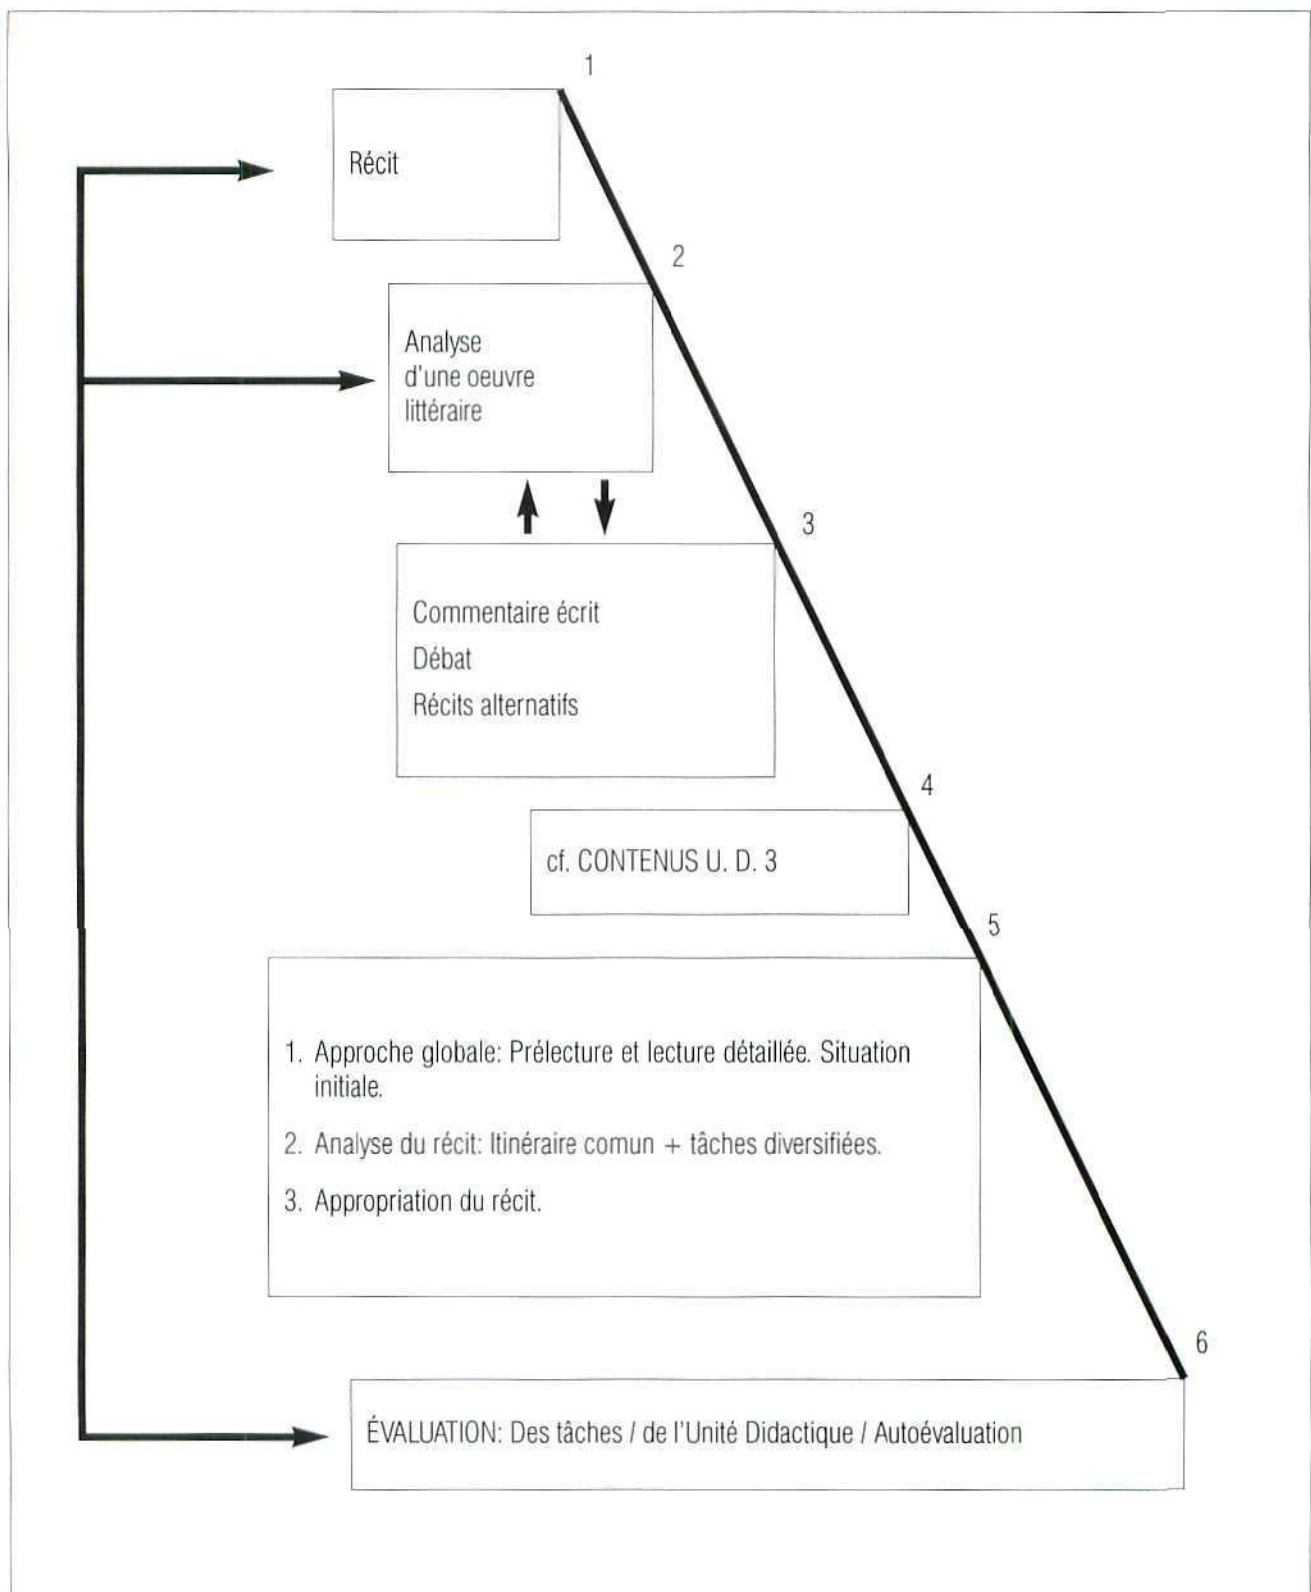 1
Récit
2
Analyse
d'une oeuvre
littéraire
3
Commentaire écrit
Débat
Récits alternatifs
4
cf. CONTENUS U. D. 3
5
1. Approche globale: Prélecture et lecture détaillée. Situation
initiale.
2. Analyse du récit: Itinéraire comun + tâches diversifiées.
3. Appropriation du récit.
6
ÉVALUATION: Des tâches / de l'Unité Didactique / Autoévaluation